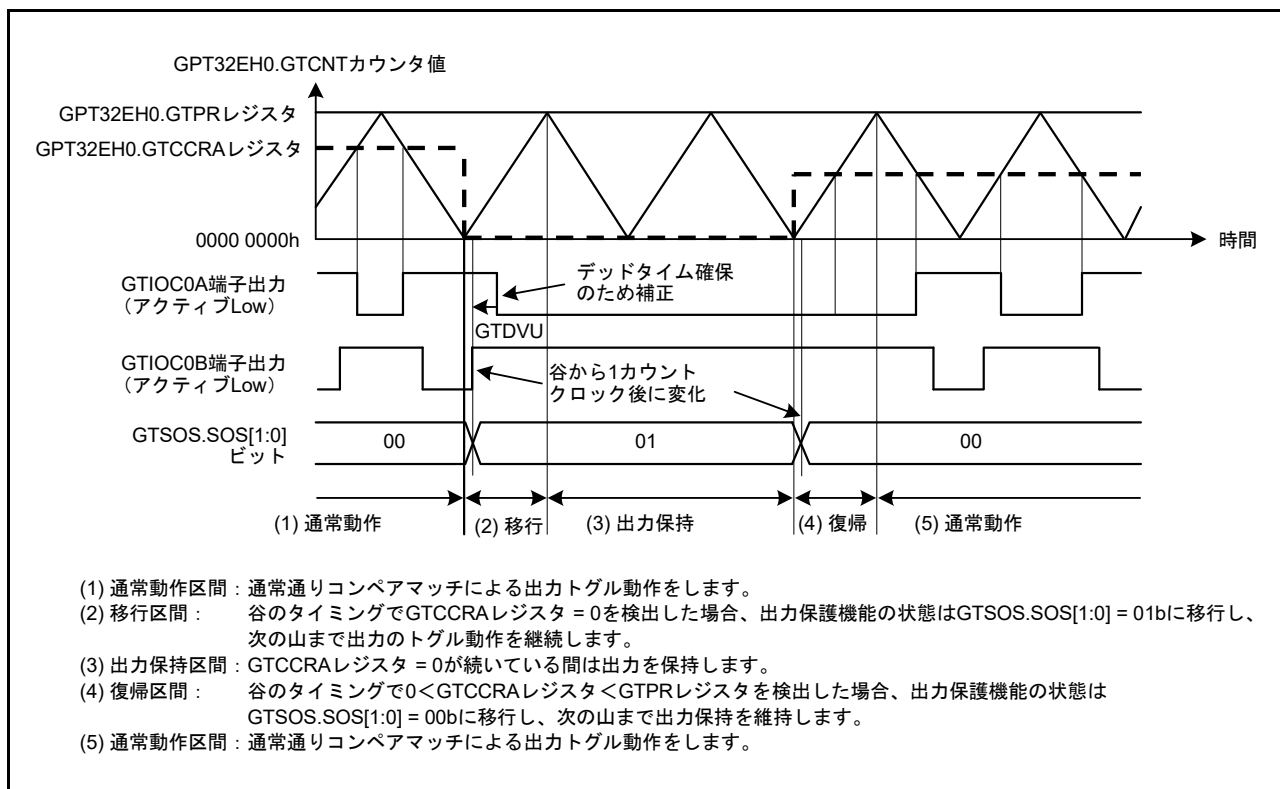 GPT32EH0.GTCNTカウンタ値
GPT32EH0.GTPRレジスタ
GPT32EH0.GTCCRAレジスタ
0000 0000h
時間
GTIOC0A端子出力
(アクティブLow)
デッドタイム確保
のため補正
GTDVU
GTIOC0B端子出力
(アクティブLow)
谷から1カウント
クロック後に変化
GTSOS.SOS[1:0]
ビット
00
01
00
(1) 通常動作
(2) 移行
(3) 出力保持
(4) 復帰
(5) 通常動作
(1) 通常動作区間:通常通りコンペアマッチによる出力トグル動作をします。
(2) 移行区間: 谷のタイミングでGTCCRAレジスタ = 0を検出した場合、出力保護機能の状態はGTSOS.SOS[1:0] = 01bに移行し、
次の山まで出力のトグル動作を継続します。
(3) 出力保持区間:GTCCRAレジスタ = 0が続いている間は出力を保持します。
(4) 復帰区間: 谷のタイミングで0<GTCCRAレジスタ<GTPRレジスタを検出した場合、出力保護機能の状態は
GTSOS.SOS[1:0] = 00bに移行し、次の山まで出力保持を維持します。
(5) 通常動作区間:通常通りコンペアマッチによる出力トグル動作をします。